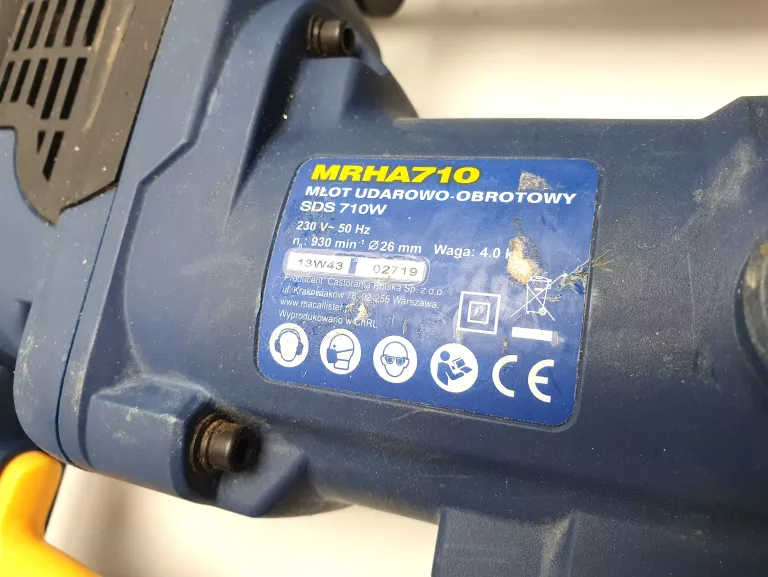 MRHA710
MŁOT UDAROWO-OBROTOWY
SDS 710W
230 V~ 50 Hz
n₀: 930 min⁻¹ Ø26 mm Waga: 4.0
13W43 02719
Producent: Castorama Polska Sp. z o.o.
ul. Krakowiaków 78, 02-255 Warszawa
www.macallister.
Wyprodukowano w ChRL
CE